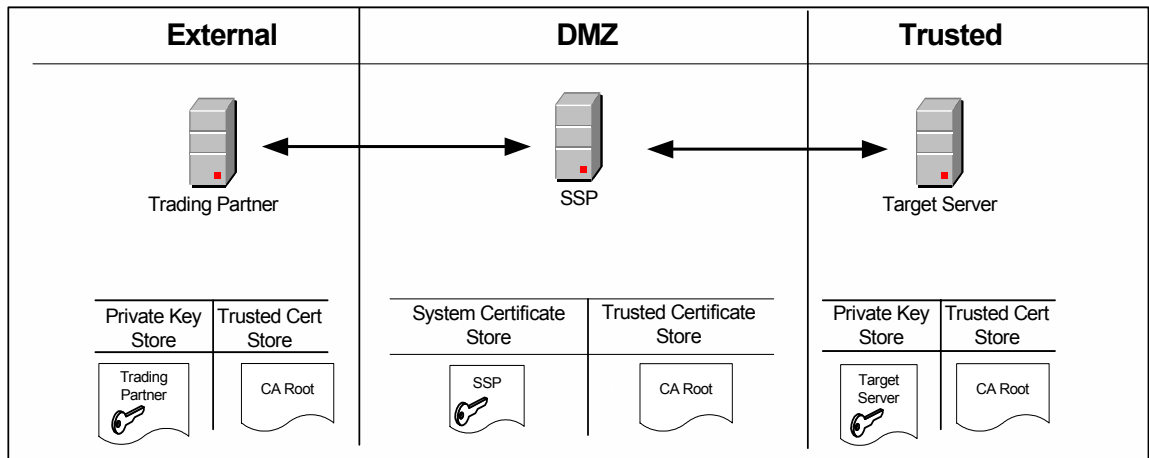 External
DMZ
Trusted
Trading Partner
SSP
Target Server
Private Key
Store
Trusted Cert
Store
System Certificate
Store
Trusted Certificate
Store
Private Key
Store
Trusted Cert
Store
Trading
Partner
CA Root
SSP
CA Root
Target
Server
CA Root